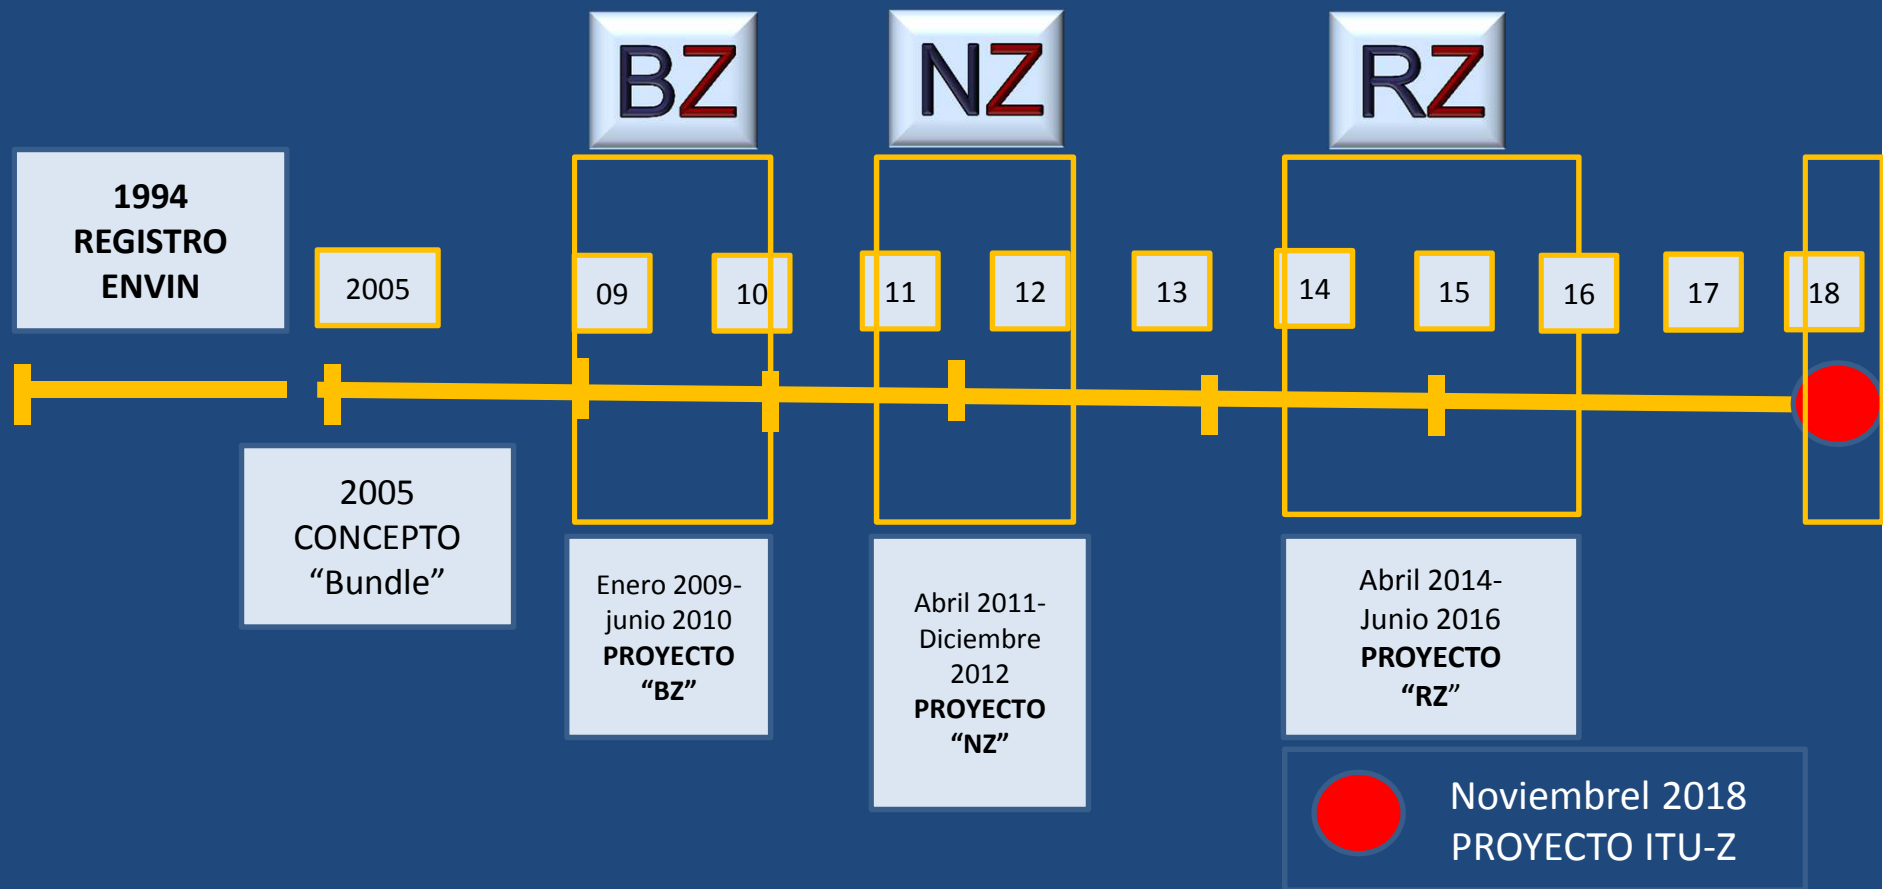 BZ
NZ
RZ
1994
REGISTRO
ENVIN
2005
09
10
11
12
13
14
15
16
17
18
2005
CONCEPTO
“Bundle”
Enero 2009-
junio 2010
PROYECTO
“BZ”
Abril 2011-
Diciembre
2012
PROYECTO
“NZ”
Abril 2014-
Junio 2016
PROYECTO
“RZ”
Noviembrel 2018
PROYECTO ITU-Z